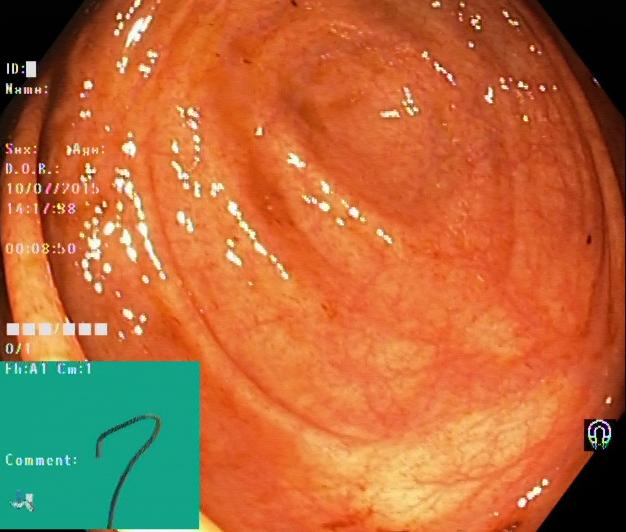 ID:
Name:
Sex: Age:
D.O.B.:
10/07/2015
14:17:38
00:08:50
0/1
Eh:A1 Cm:1
Comment: